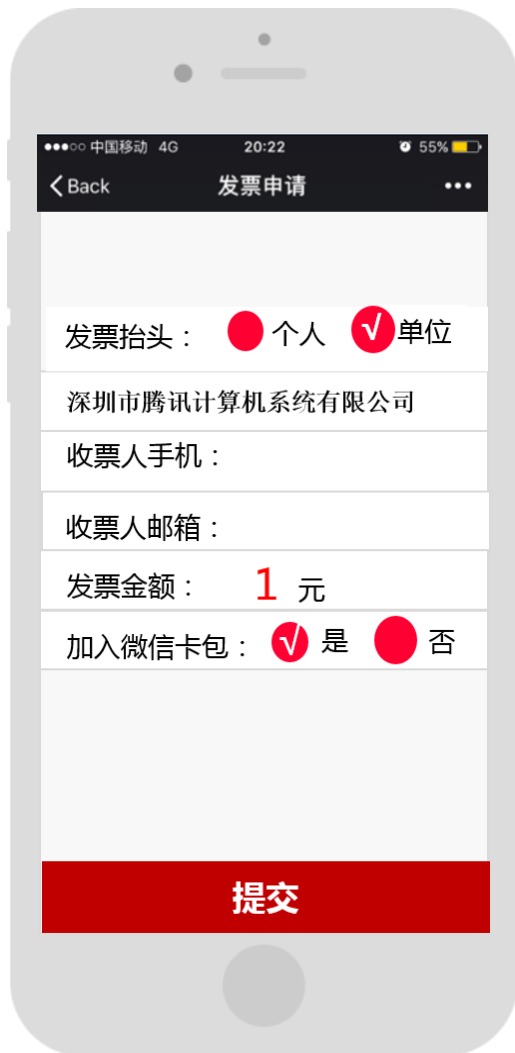 ●●●○○ 中国移动 4G 20:22 55%
Back 发票申请 •••
发票抬头： 个人 √ 单位
深圳市腾讯计算机系统有限公司
收票人手机：
收票人邮箱：
发票金额： 1 元
加入微信卡包： √ 是 否
提交